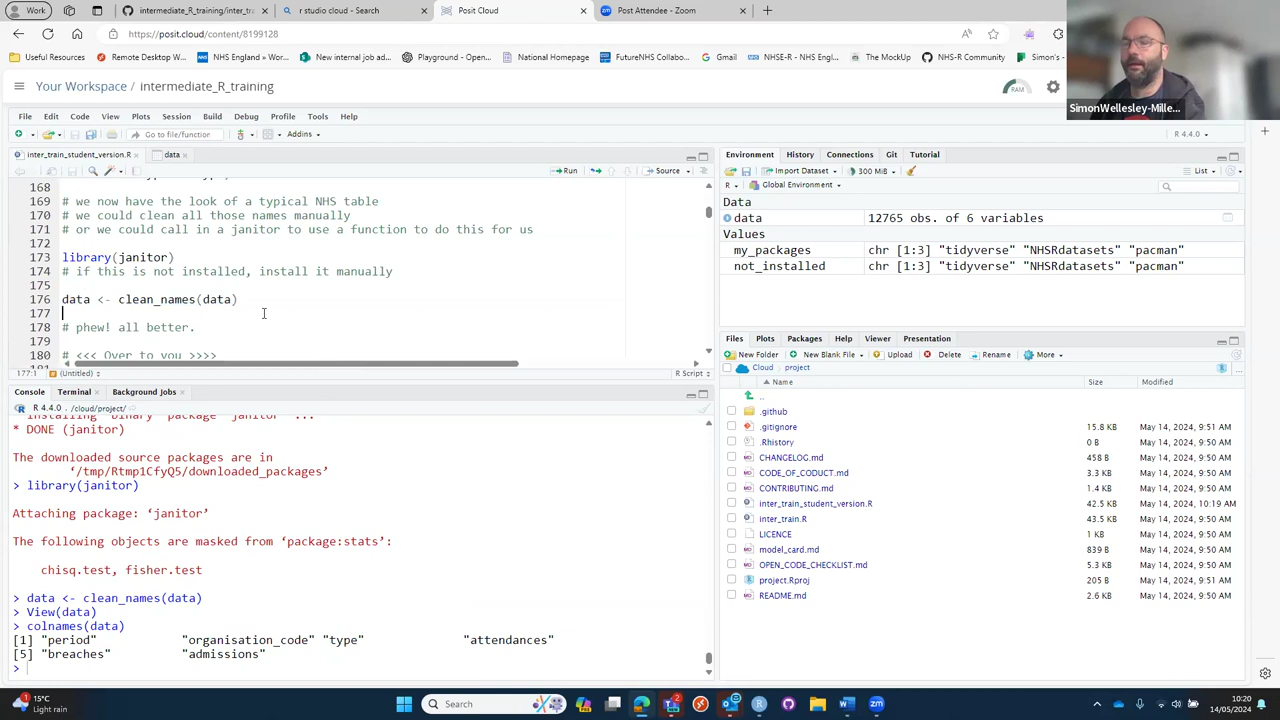 Work
intermediate_R_training/inter_tra
r studio cloud - Search
Posit Cloud
Post Attendee - Zoom
https://posit.cloud/content/8199128
Useful Resources
Remote Desktop W...
NHS England » Wor...
New internal job ad...
Playground - Open...
National Homepage
FutureNHS Collabo...
Gmail
NHSE-R - NHS Engl...
The MockUp
NHS-R Community
Simon's -
SimonWellesley-Mille...
Your Workspace / intermediate_R_training
RAM
File Edit Code View Plots Session Build Debug Profile Tools Help
Go to file/function
Addins
R 4.4.0
inter_train_student_version.R
data
Run
Source
168
169 # we now have the look of a typical NHS table
170 # we could clean all those names manually
171 # or we could call in a janitor to use a function to do this for us
172
173 library(janitor)
174 # if this is not installed, install it manually
175
176 data <- clean_names(data)
177
178 # phew! all better.
179
180 # <<< Over to you >>>>
177:1 (Untitled)
R Script
Console Terminal Background Jobs
R 4.4.0 · /cloud/project/
* installing *binary* package 'janitor' ...
* DONE (janitor)
The downloaded source packages are in
‘/tmp/Rtmp1CfyQ5/downloaded_packages’
> library(janitor)
Attaching package: ‘janitor’
The following objects are masked from ‘package:stats’:
chisq.test, fisher.test
> data <- clean_names(data)
> View(data)
> colnames(data)
[1] "period" "organisation_code" "type" "attendances"
[5] "breaches" "admissions"
>
Environment History Connections Git Tutorial
Import Dataset 300 MiB List
R Global Environment
Data
data 12765 obs. of 6 variables
Values
my_packages chr [1:3] "tidyverse" "NHSRdatasets" "pacman"
not_installed chr [1:3] "tidyverse" "NHSRdatasets" "pacman"
Files Plots Packages Help Viewer Presentation
New Folder New Blank File Upload Delete Rename More
Cloud project
Name Size Modified
..
.github
.gitignore 15.8 KB May 14, 2024, 9:51 AM
.Rhistory 0 B May 14, 2024, 9:51 AM
CHANGELOG.md 458 B May 14, 2024, 9:50 AM
CODE_OF_CODUCT.md 3.3 KB May 14, 2024, 9:50 AM
CONTRIBUTING.md 1.4 KB May 14, 2024, 9:50 AM
inter_train_student_version.R 42.5 KB May 14, 2024, 10:19 AM
inter_train.R 43.5 KB May 14, 2024, 9:50 AM
LICENCE 1 KB May 14, 2024, 9:50 AM
model_card.md 839 B May 14, 2024, 9:50 AM
OPEN_CODE_CHECKLIST.md 5.3 KB May 14, 2024, 9:50 AM
project.Rproj 205 B May 14, 2024, 9:51 AM
README.md 2.6 KB May 14, 2024, 9:50 AM
15°C
Light rain
Search
10:20
14/05/2024